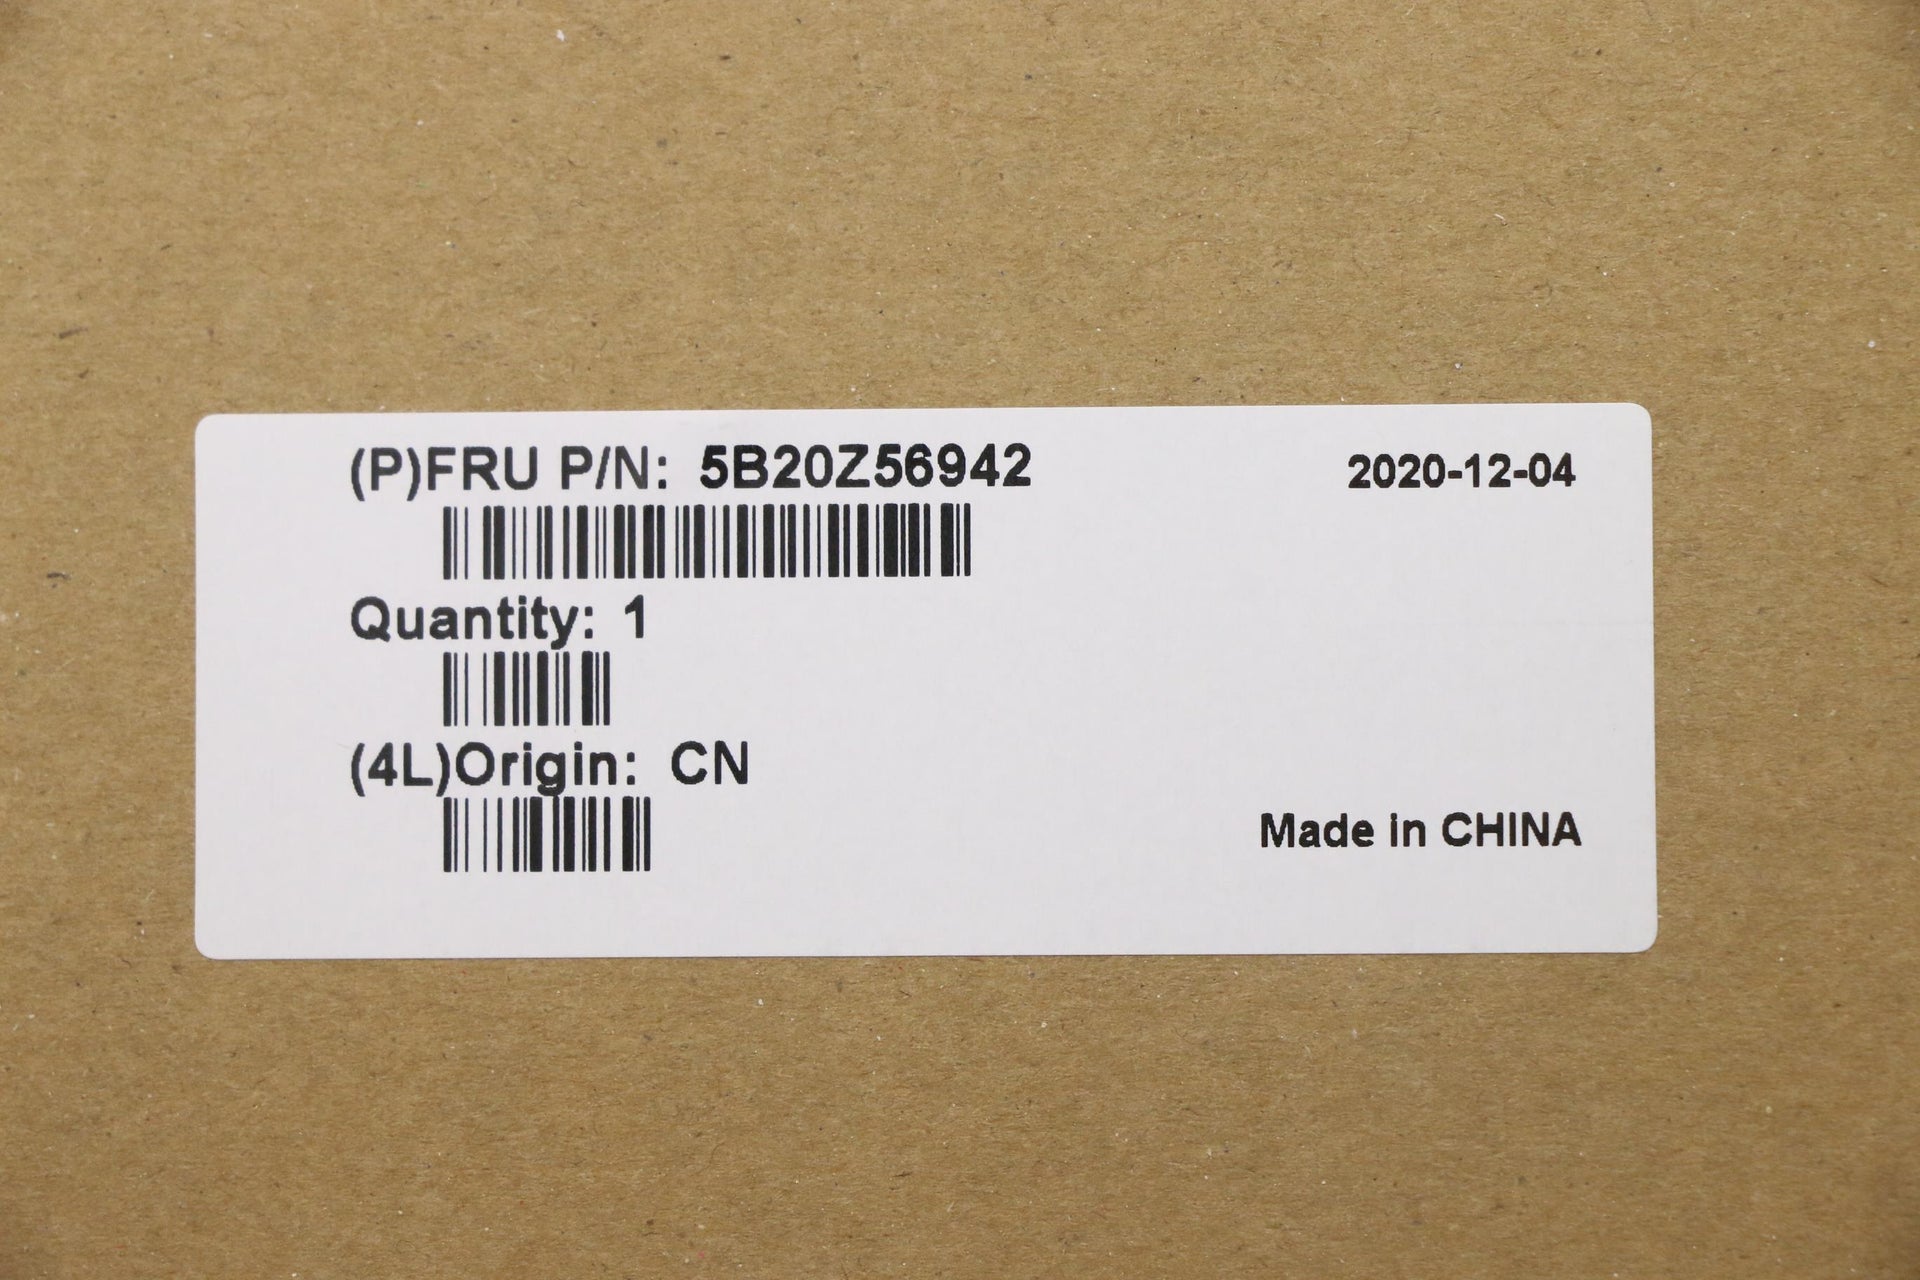 (P)FRU P/N: 5B20Z56942 2020-12-04
Quantity: 1
(4L)Origin: CN
Made in CHINA